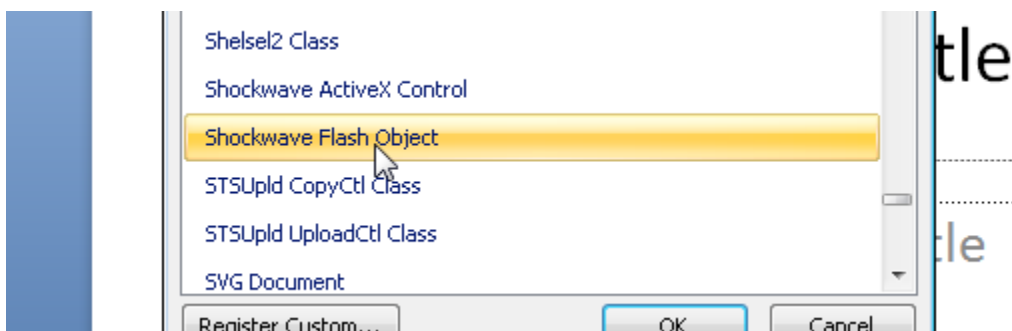 Shelsel2 Class
tle
Shockwave ActiveX Control
Shockwave Flash Object
STSUpld CopyCtl Class
STSUpld UploadCtl Class
tle
SVG Document
Register Custom... OK Cancel